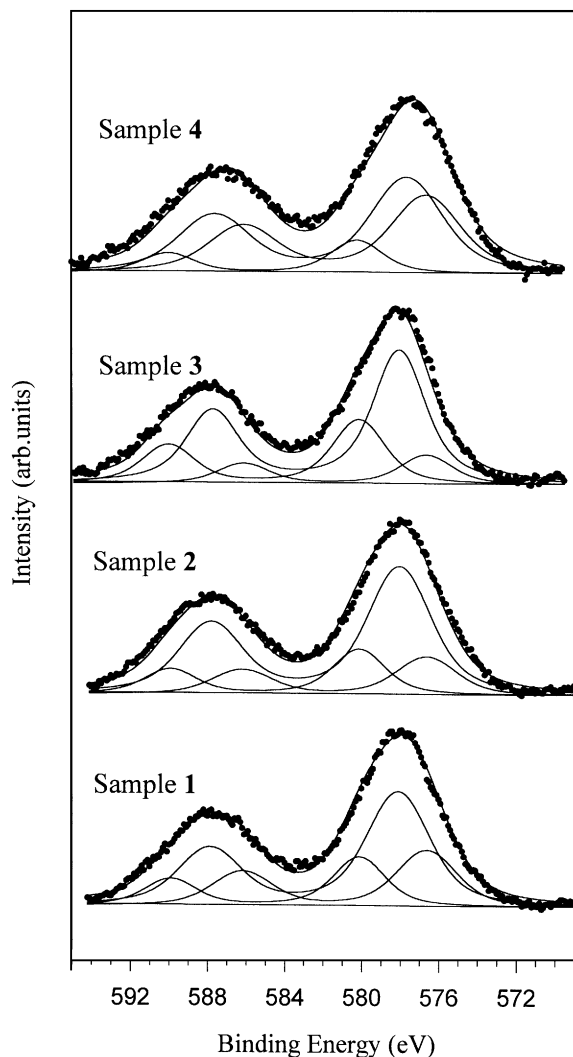 Sample 4
Sample 3
Sample 2
Sample 1
Intensity (arb.units)
592 588 584 580 576 572
Binding Energy (eV)